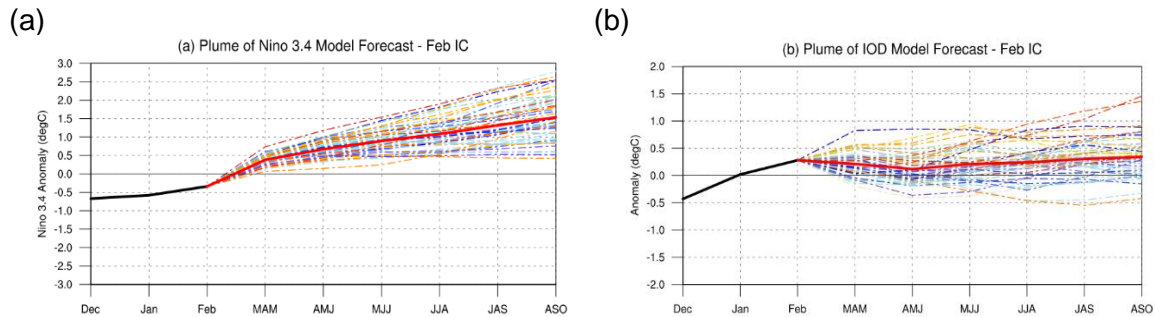 (a)
(a) Plume of Nino 3.4 Model Forecast - Feb IC
Nino 3.4 Anomaly (degC)
3.0
2.5
2.0
1.5
1.0
0.5
0.0
-0.5
-1.0
-1.5
-2.0
-2.5
-3.0
Dec Jan Feb MAM AMJ MJJ JJA JAS ASO
(b)
(b) Plume of IOD Model Forecast - Feb IC
Anomaly (degC)
2.0
1.5
1.0
0.5
0.0
-0.5
-1.0
-1.5
-2.0
Dec Jan Feb MAM AMJ MJJ JJA JAS ASO